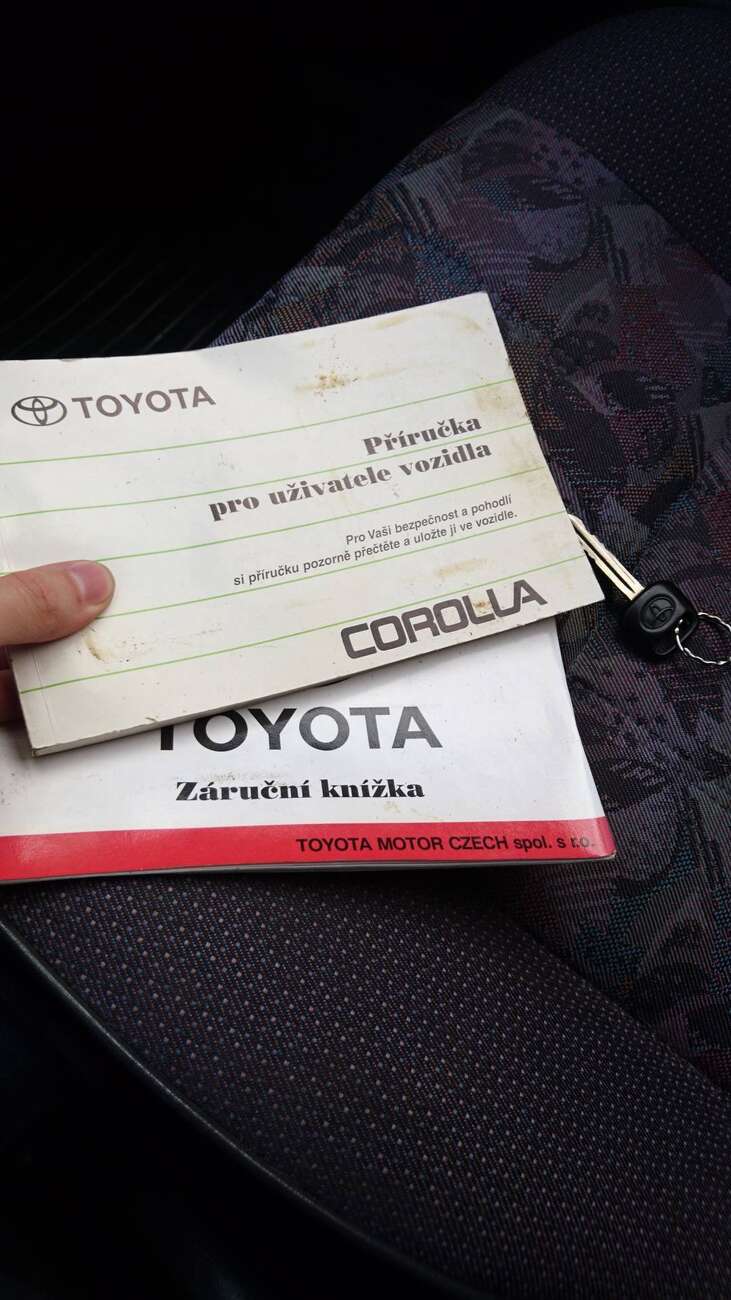 TOYOTA
Příručka
pro uživatele vozidla
Pro Vaši bezpečnost a pohodlí
si příručku pozorně přečtěte a uložte ji ve vozidle.
COROLLA
TOYOTA
Záruční knížka
TOYOTA MOTOR CZECH spol. s r.o.